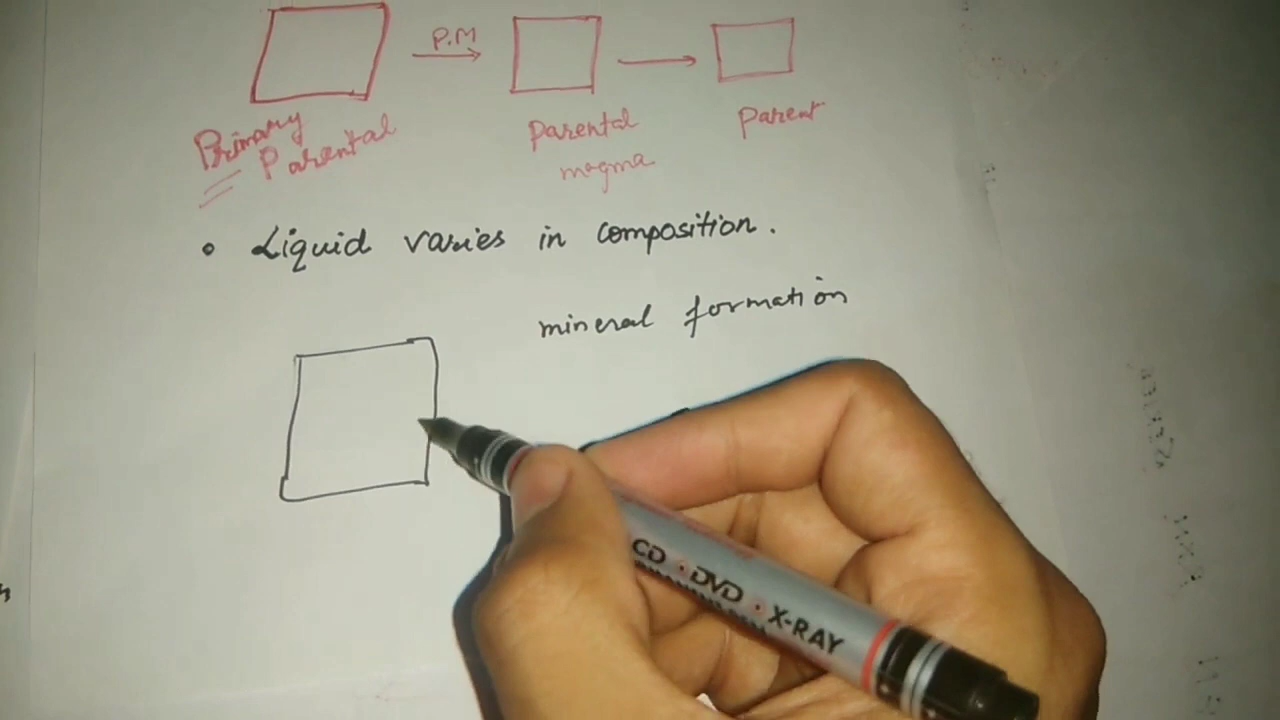 P.M
Primary
Parental
Parental
magma
Parent
• Liquid varies in composition.
mineral formation
CD · DVD · X-RAY